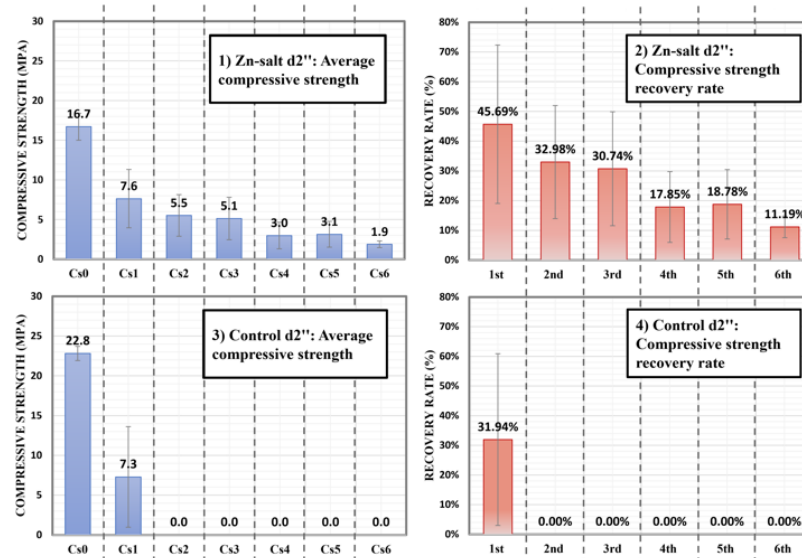 COMPRESSIVE STRENGTH (MPA)
30
25
20
15
10
5
0
1) Zn-salt d2'': Average
compressive strength
16.7
7.6
5.5
5.1
3.0
3.1
1.9
Cs0 Cs1 Cs2 Cs3 Cs4 Cs5 Cs6
RECOVERY RATE (%)
80%
70%
60%
50%
40%
30%
20%
10%
0%
2) Zn-salt d2'':
Compressive strength
recovery rate
45.69%
32.98%
30.74%
17.85%
18.78%
11.19%
1st 2nd 3rd 4th 5th 6th
COMPRESSIVE STRENGTH (MPA)
30
25
20
15
10
5
0
3) Control d2'': Average
compressive strength
22.8
7.3
0.0 0.0 0.0 0.0 0.0
Cs0 Cs1 Cs2 Cs3 Cs4 Cs5 Cs6
RECOVERY RATE (%)
80%
70%
60%
50%
40%
30%
20%
10%
0%
4) Control d2'':
Compressive strength
recovery rate
31.94%
0.00% 0.00% 0.00% 0.00% 0.00%
1st 2nd 3rd 4th 5th 6th